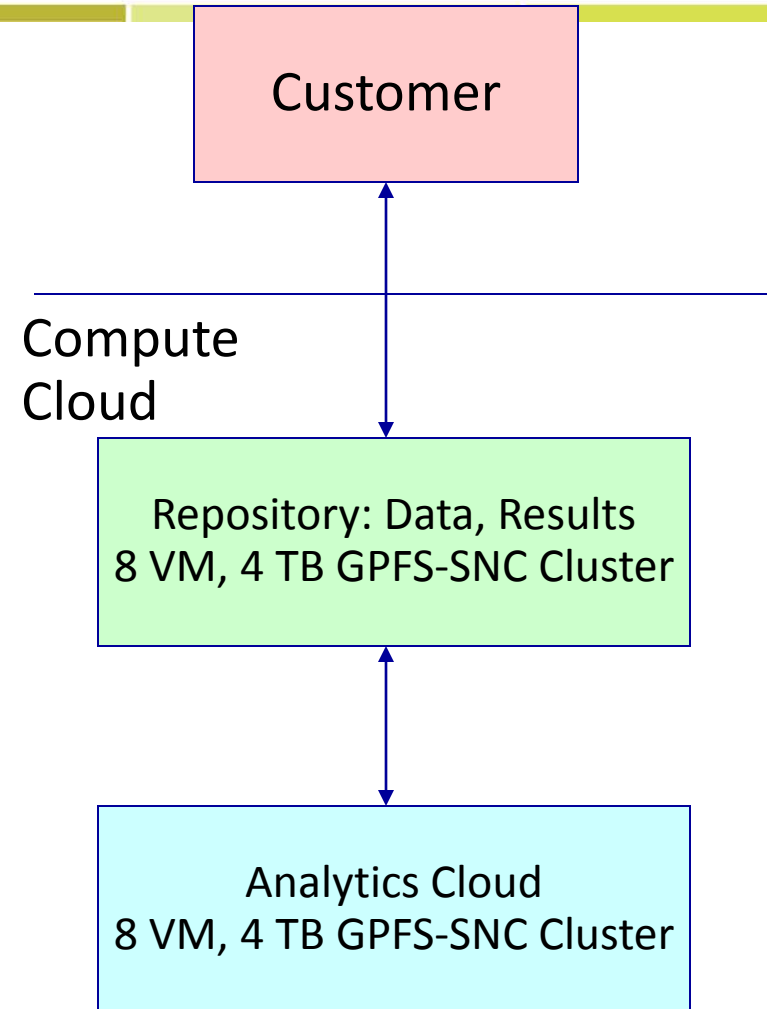 Customer
Compute
Cloud
Repository: Data, Results
8 VM, 4 TB GPFS-SNC Cluster
Analytics Cloud
8 VM, 4 TB GPFS-SNC Cluster